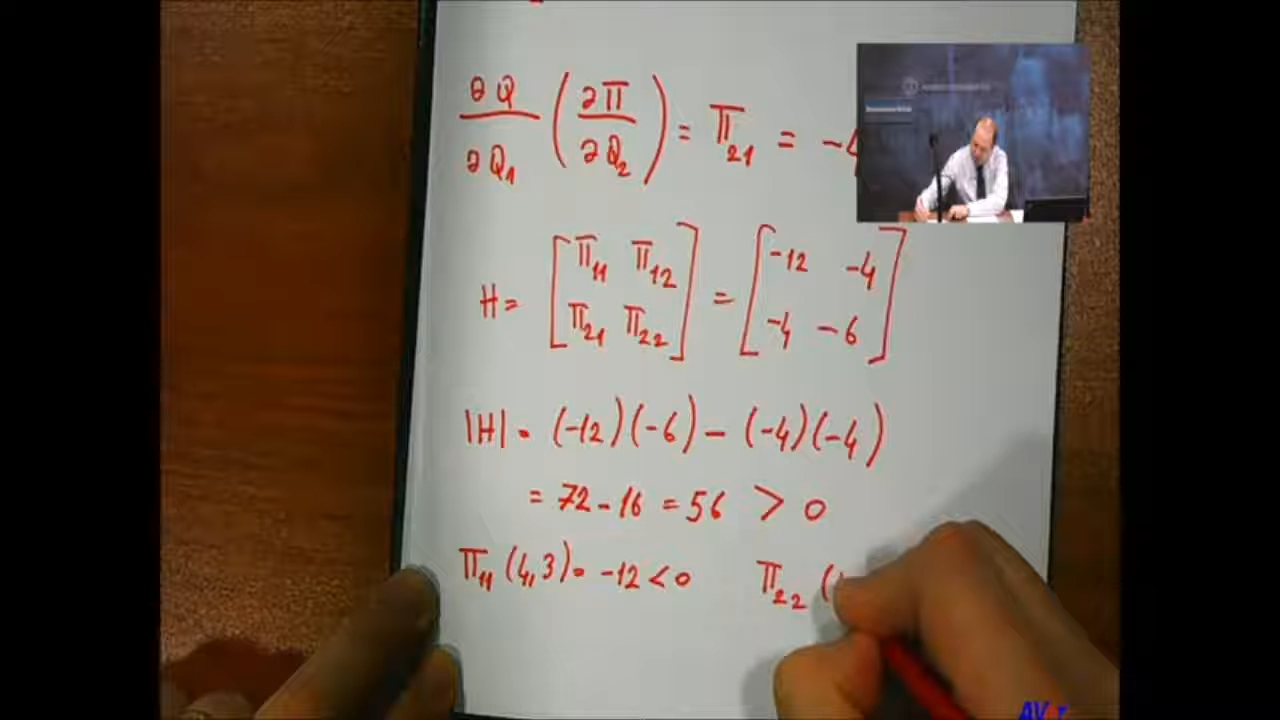 ∂Q/∂Q₁ (∂Π/∂Q₂) = Π₂₁ = -4
H = [Π₁₁ Π₁₂; Π₂₁ Π₂₂] = [-12 -4; -4 -6]
|H| = (-12)(-6) - (-4)(-4)
= 72 - 16 = 56 > 0
Π₁₁ (4,3) = -12 < 0 Π₂₂ (